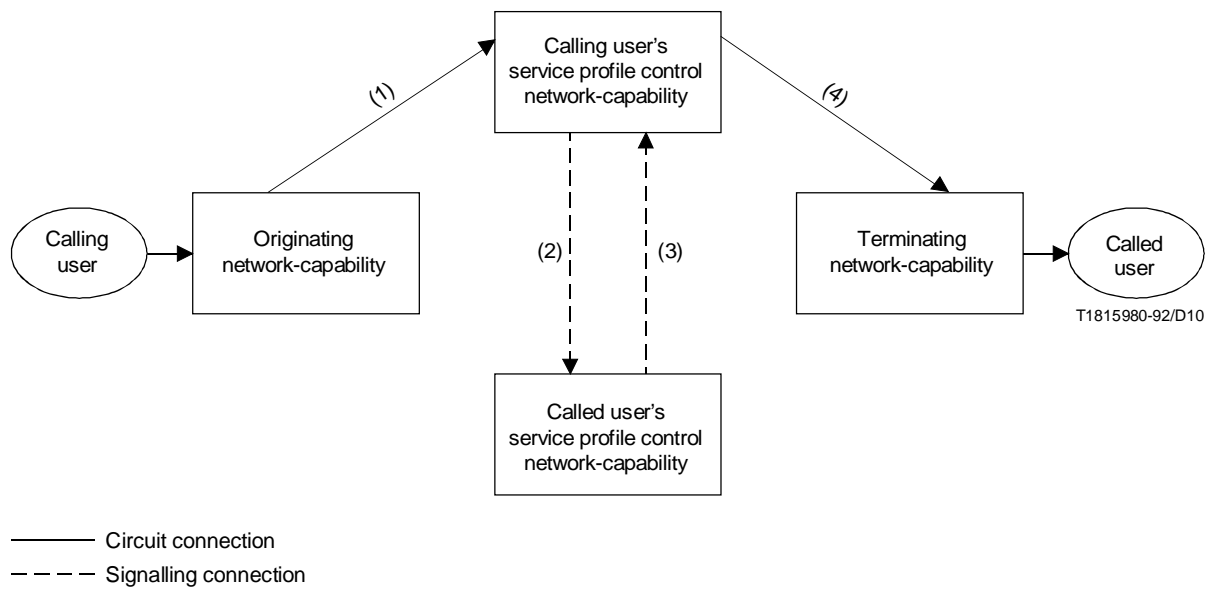 Calling user's
service profile control
network-capability
(1)
(4)
Calling
user
Originating
network-capability
(2)
(3)
Terminating
network-capability
Called
user
T1815980-92/D10
Called user's
service profile control
network-capability
Circuit connection
Signalling connection